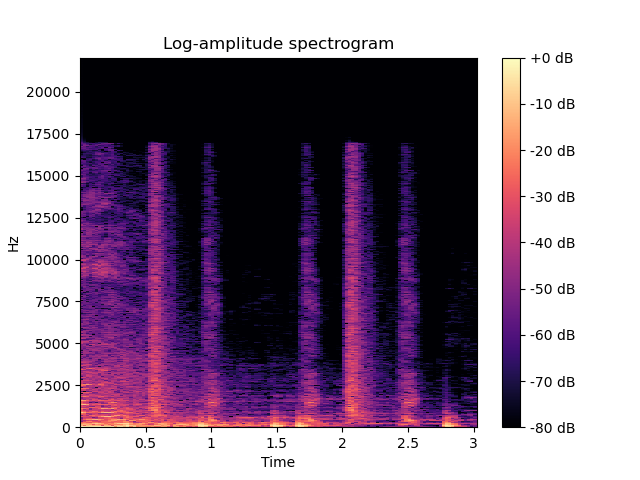 Log-amplitude spectrogram
Hz
20000
17500
15000
12500
10000
7500
5000
2500
0
0 0.5 1 1.5 2 2.5 3
Time
+0 dB
-10 dB
-20 dB
-30 dB
-40 dB
-50 dB
-60 dB
-70 dB
-80 dB